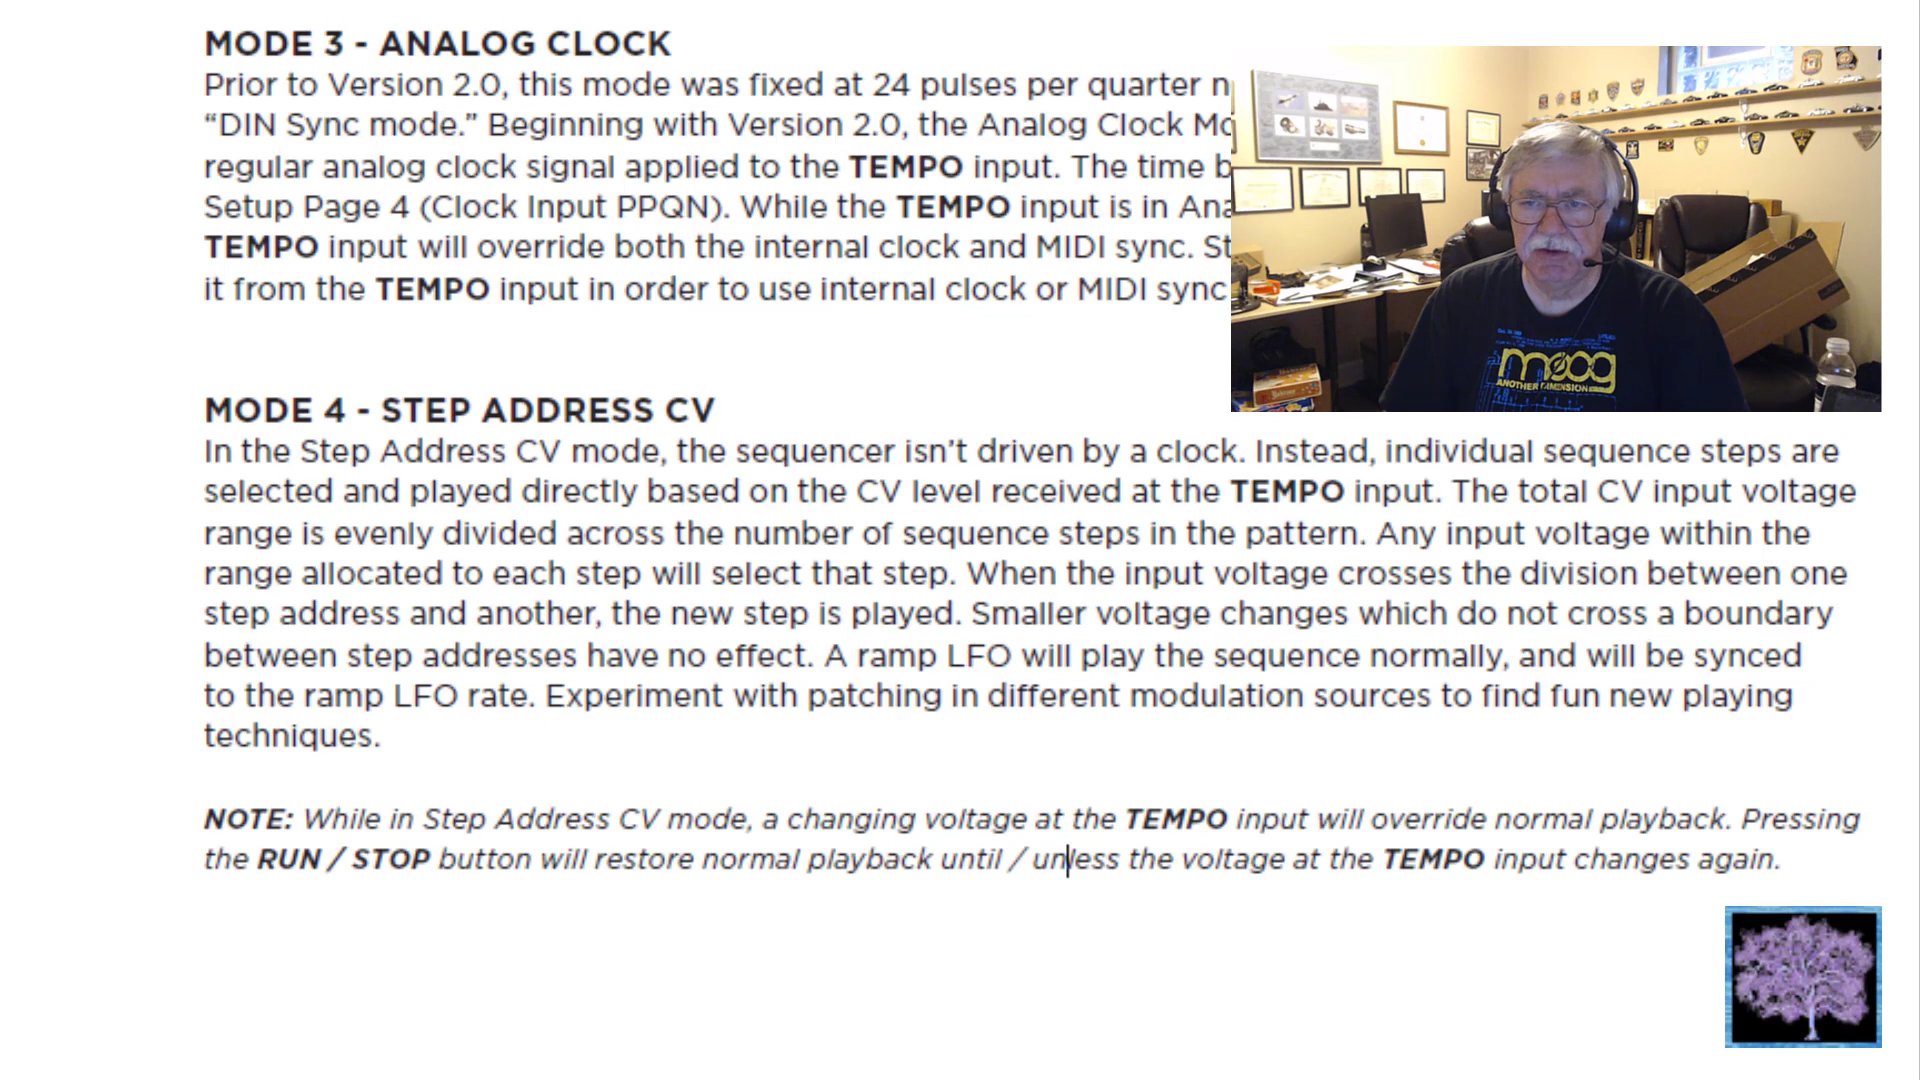 MODE 3 - ANALOG CLOCK
Prior to Version 2.0, this mode was fixed at 24 pulses per quarter n
“DIN Sync mode.” Beginning with Version 2.0, the Analog Clock Mo
regular analog clock signal applied to the TEMPO input. The time b
Setup Page 4 (Clock Input PPQN). While the TEMPO input is in Ana
TEMPO input will override both the internal clock and MIDI sync. St
it from the TEMPO input in order to use internal clock or MIDI sync
moog
ANOTHER DIMENSION
MODE 4 - STEP ADDRESS CV
In the Step Address CV mode, the sequencer isn’t driven by a clock. Instead, individual sequence steps are
selected and played directly based on the CV level received at the TEMPO input. The total CV input voltage
range is evenly divided across the number of sequence steps in the pattern. Any input voltage within the
range allocated to each step will select that step. When the input voltage crosses the division between one
step address and another, the new step is played. Smaller voltage changes which do not cross a boundary
between step addresses have no effect. A ramp LFO will play the sequence normally, and will be synced
to the ramp LFO rate. Experiment with patching in different modulation sources to find fun new playing
techniques.
NOTE: While in Step Address CV mode, a changing voltage at the TEMPO input will override normal playback. Pressing
the RUN / STOP button will restore normal playback until / unless the voltage at the TEMPO input changes again.